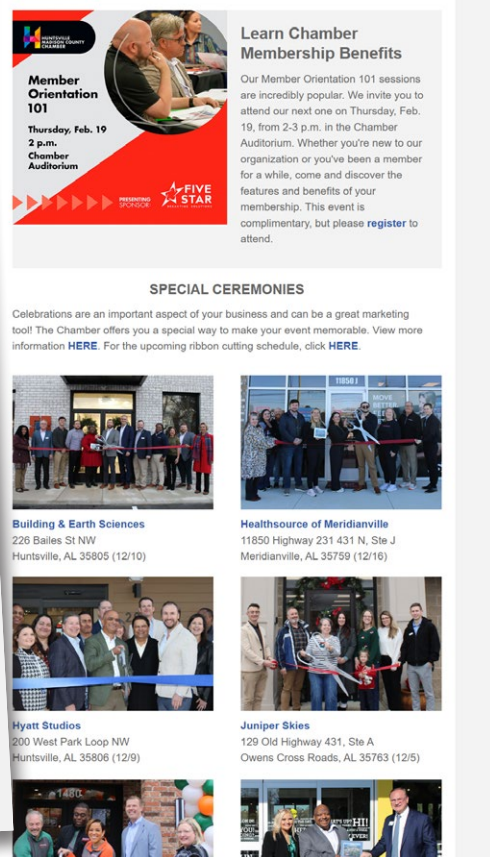 HUNTSVILLE
MADISON COUNTY
CHAMBER
Member
Orientation
101
Thursday, Feb. 19
2 p.m.
Chamber
Auditorium
PRESENTING
SPONSOR:
FIVE
STAR
Learn Chamber
Membership Benefits
Our Member Orientation 101 sessions
are incredibly popular. We invite you to
attend our next one on Thursday, Feb.
19, from 2-3 p.m. in the Chamber
Auditorium. Whether you're new to our
organization or you've been a member
for a while, come and discover the
features and benefits of your
membership. This event is
complimentary, but please register to
attend.
SPECIAL CEREMONIES
Celebrations are an important aspect of your business and can be a great marketing
tool! The Chamber offers you a special way to make your event memorable. View more
information HERE. For the upcoming ribbon cutting schedule, click HERE.
11850 J
MOVE
BETTER
Building & Earth Sciences
226 Bailes St NW
Huntsville, AL 35805 (12/10)
Healthsource of Meridianville
11850 Highway 231 431 N, Ste J
Meridianville, AL 35759 (12/16)
Hyatt Studios
200 West Park Loop NW
Huntsville, AL 35806 (12/9)
Juniper Skies
129 Old Highway 431, Ste A
Owens Cross Roads, AL 35763 (12/5)
1480
HI!